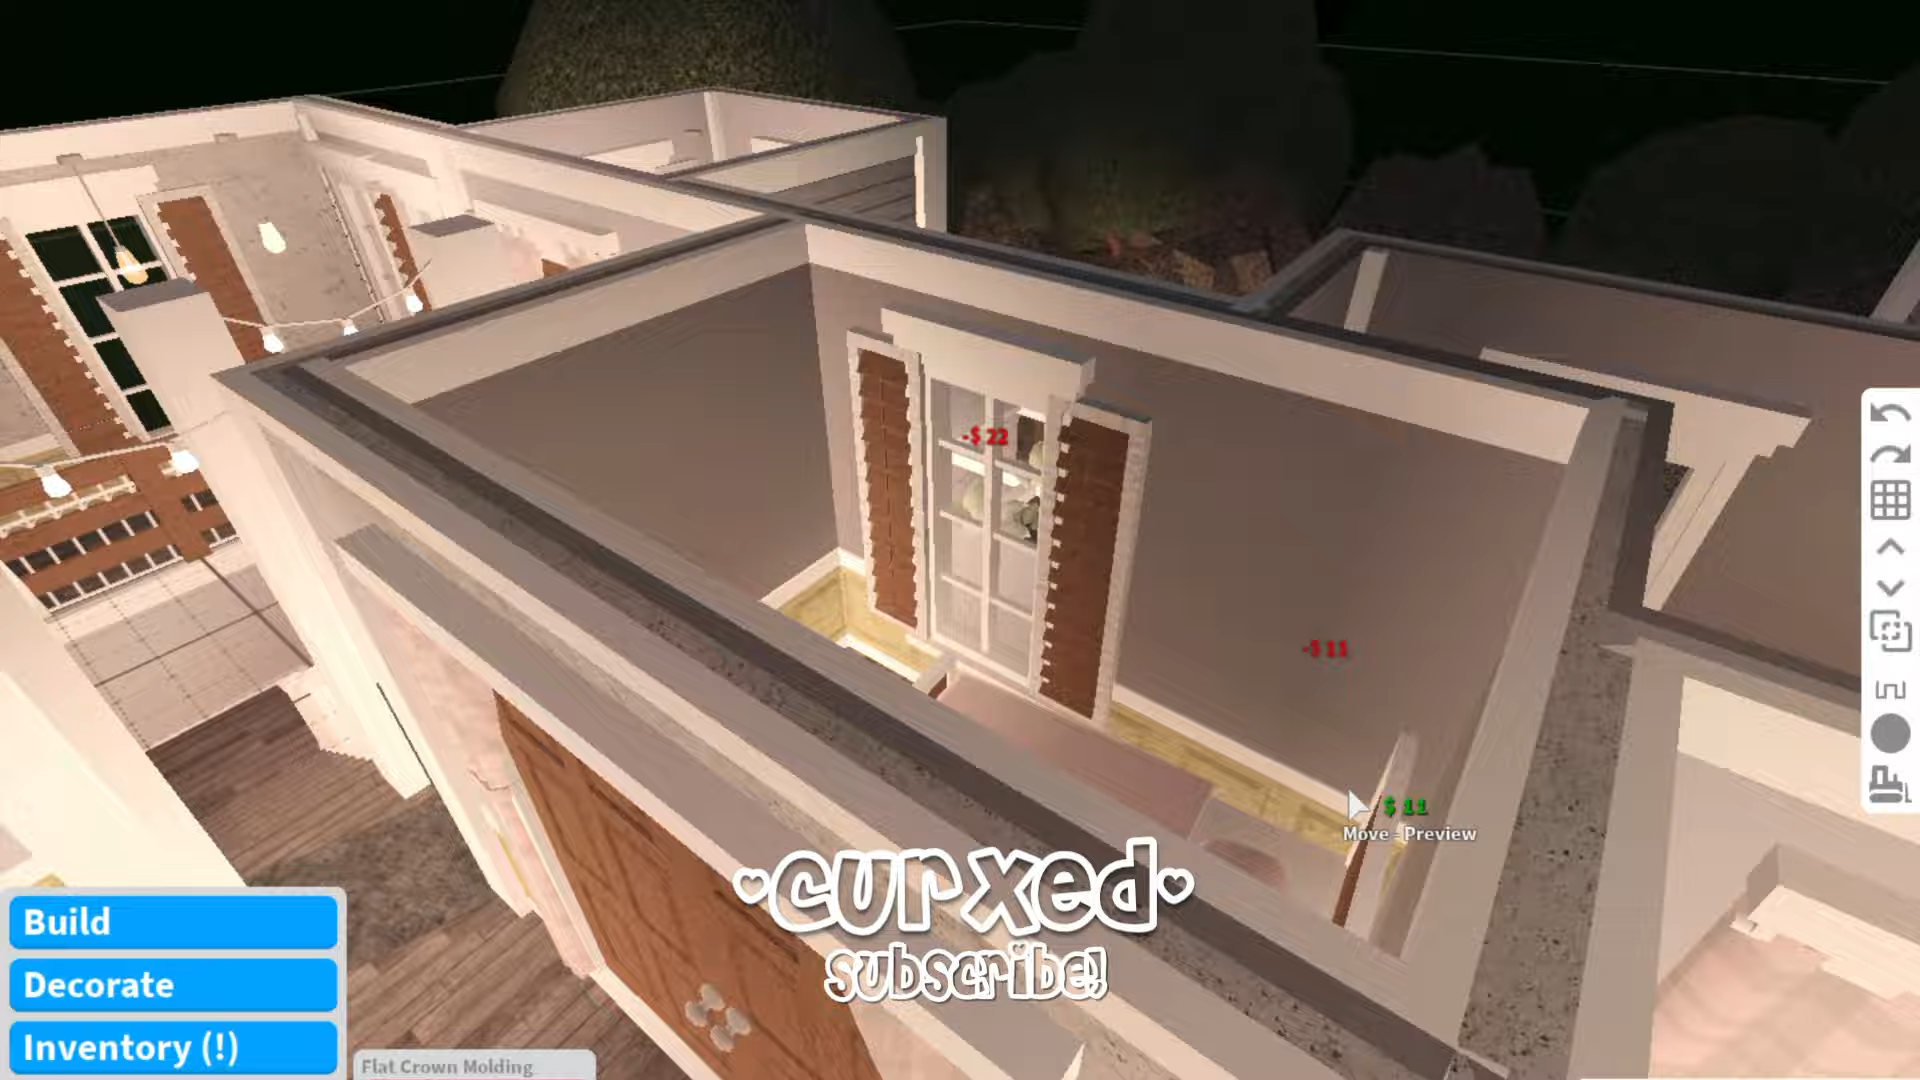 -$ 22
-$ 11
$ 11
Move - Preview
curxed
subscribe!
Build
Decorate
Inventory (!)
Flat Crown Molding